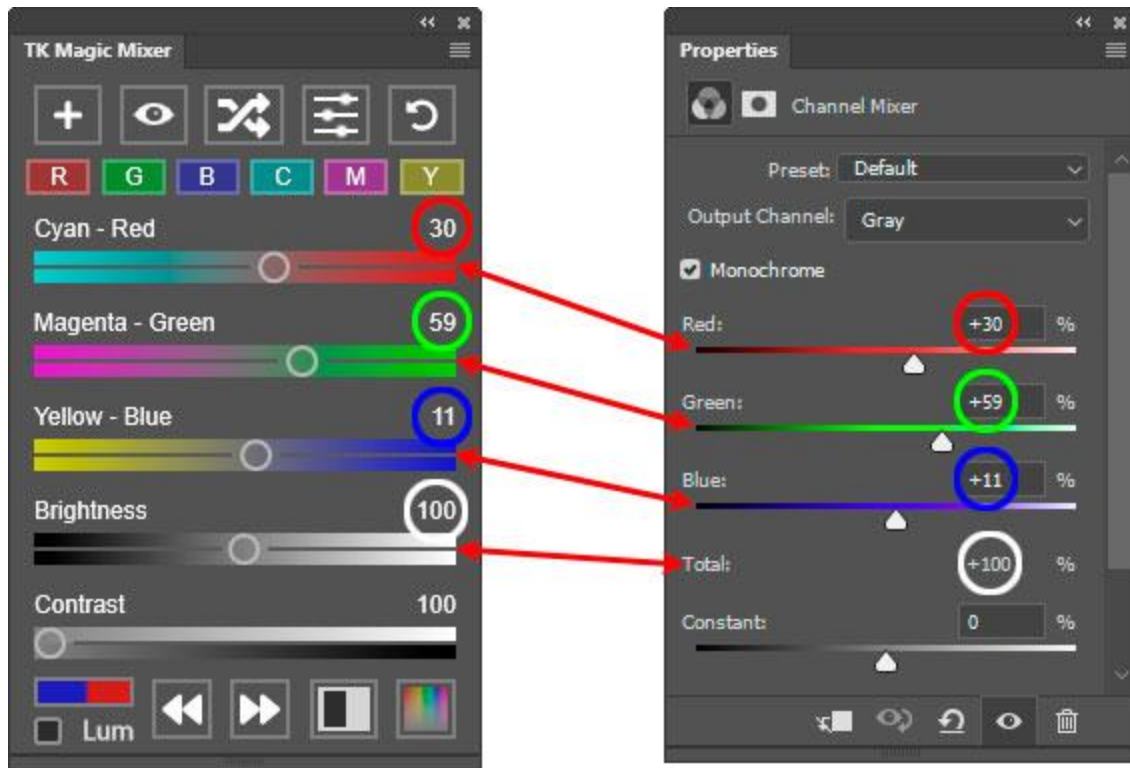 TK Magic Mixer
R G B C M Y
Cyan - Red 30
Magenta - Green 59
Yellow - Blue 11
Brightness 100
Contrast 100
Lum
Properties
Channel Mixer
Preset: Default
Output Channel: Gray
Monochrome
Red: +30 %
Green: +59 %
Blue: +11 %
Total: +100 %
Constant: 0 %